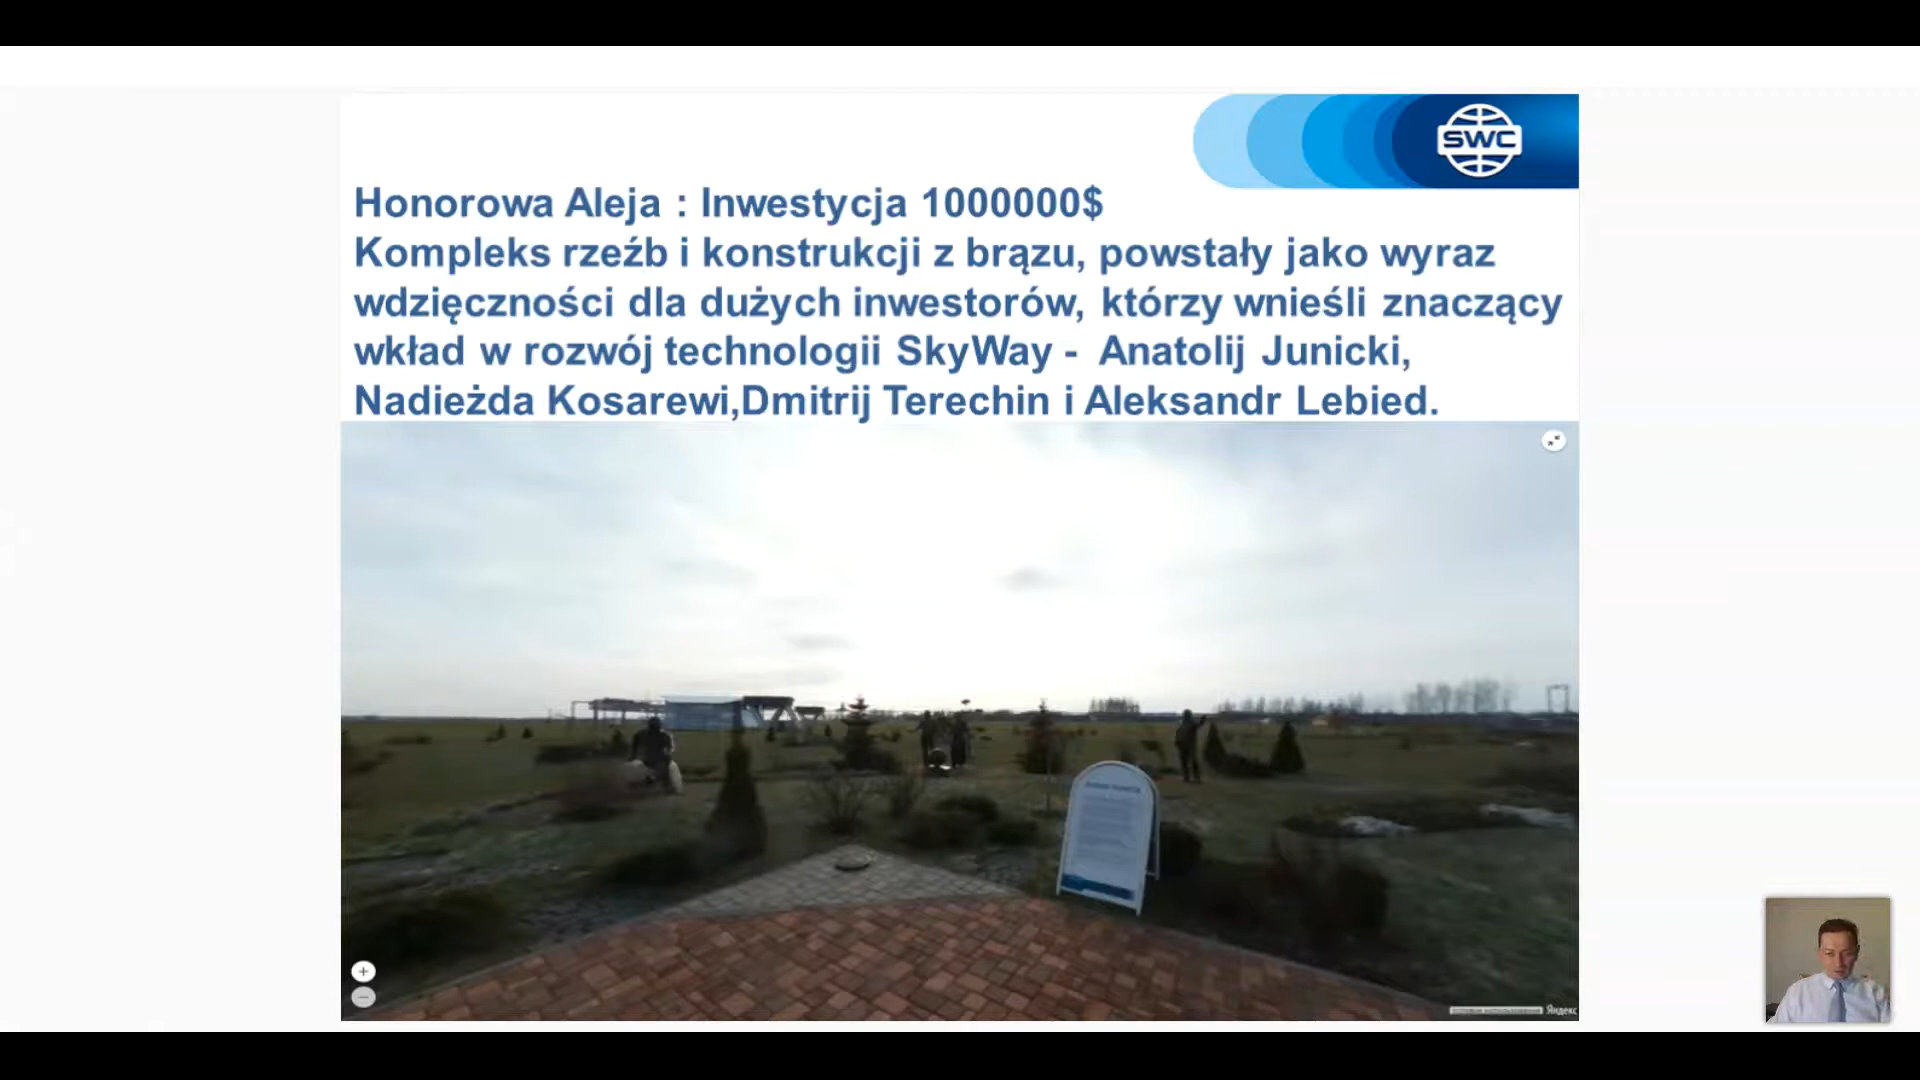 SWC
Honorowa Aleja : Inwestycja 1000000$
Kompleks rzeźb i konstrukcji z brązu, powstały jako wyraz
wdzięczności dla dużych inwestorów, którzy wnieśli znaczący
wkład w rozwój technologii SkyWay - Anatolij Junicki,
Nadieżda Kosarewi,Dmitrij Terechin i Aleksandr Lebied.
Яндекс